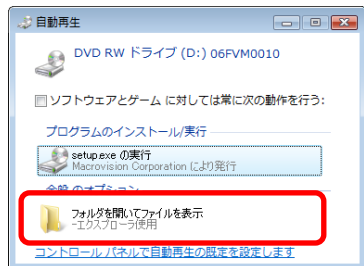 自動再生
DVD RW ドライブ (D:) 06FVM0010
ソフトウェアとゲーム に対しては常に次の動作を行う:
プログラムのインストール/実行
setup.exe の実行
Macrovision Corporation により発行
全般 のオプション
フォルダを開いてファイルを表示
-エクスプローラ使用
コントロール パネルで自動再生の既定を設定します